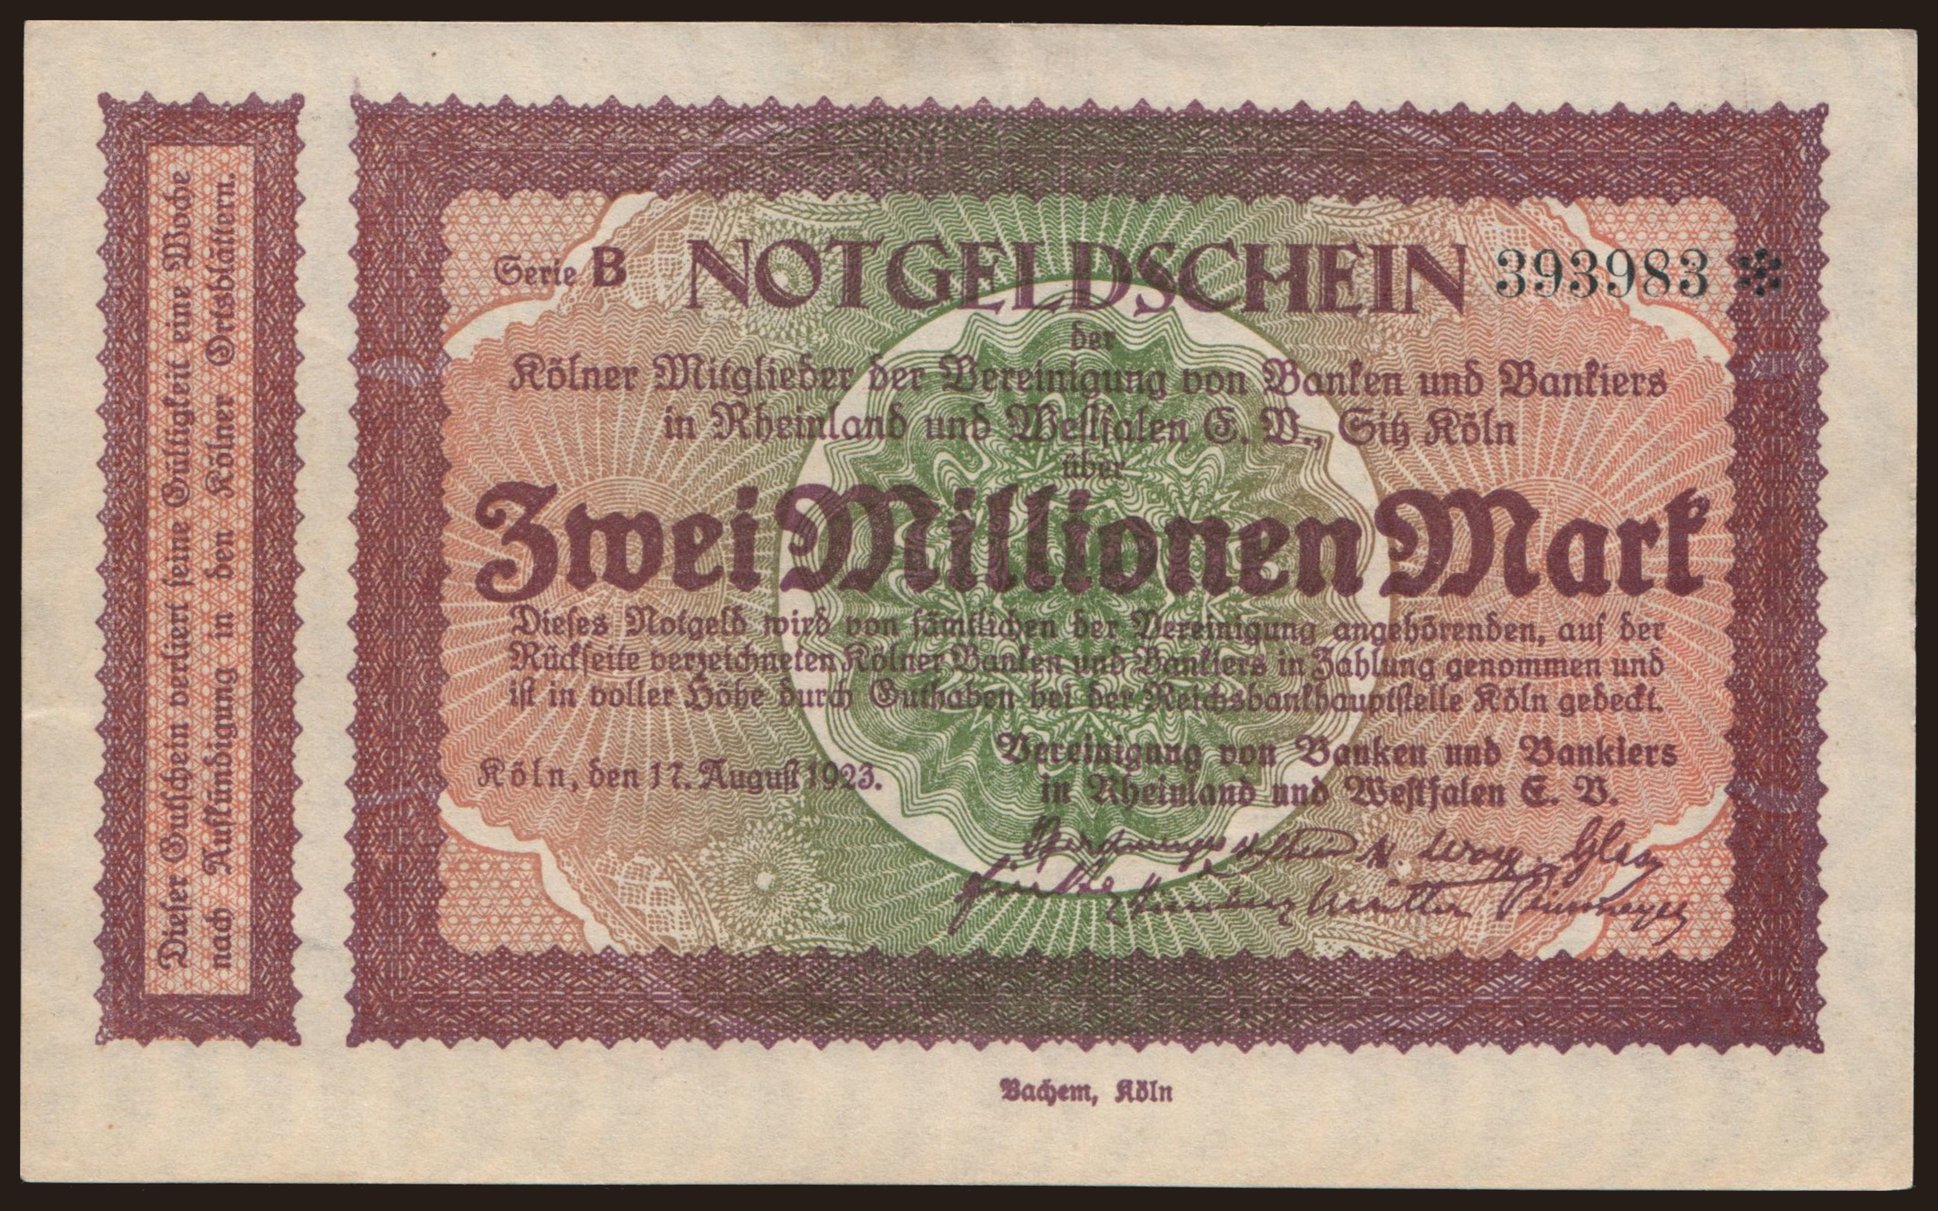 Dieser Gutschein verliert seine Gültigkeit eine Woche
nach Aufkündigung in den Kölner Ortsblättern.
Serie B NOTGELDSCHEIN 393983
der
Kölner Mitglieder der Vereinigung von Banken und Bankiers
in Rheinland und Westfalen E. V., Sitz Köln
über
Zwei Millionen Mark
Dieses Notgeld wird von sämtlichen der Vereinigung angehörenden, auf der
Rückseite verzeichneten Kölner Banken und Bankiers in Zahlung genommen und
ist in voller Höhe durch Guthaben bei der Reichsbankhauptstelle Köln gedeckt.
Köln, den 17. August 1923.
Vereinigung von Banken und Bankiers
in Rheinland und Westfalen E. V.
Bachem, Köln